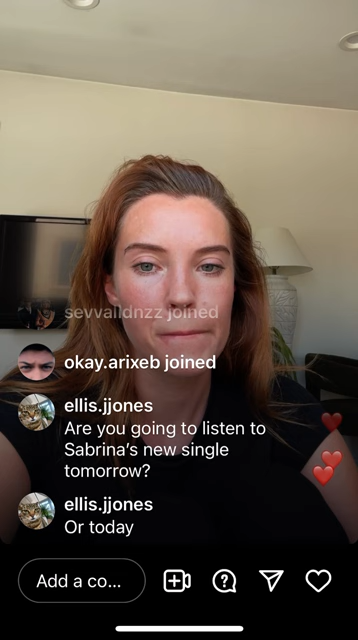 sevvalldnzz joined
okay.arixeb joined
ellis.jjones
Are you going to listen to
Sabrina's new single
tomorrow?
ellis.jjones
Or today
Add a co...